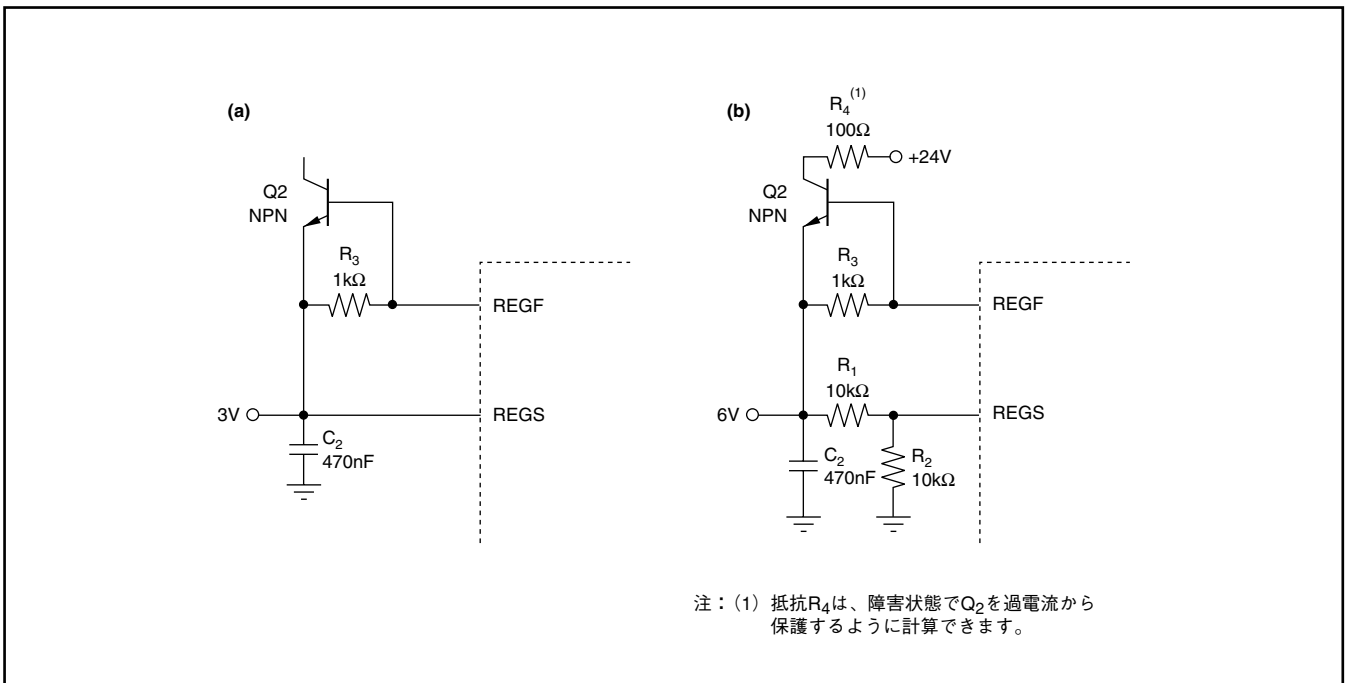 (a)
Q2
NPN
R3
1kΩ
REGF
3V
REGS
C2
470nF
(b)
R4(1)
100Ω
+24V
Q2
NPN
R3
1kΩ
REGF
R1
10kΩ
6V
REGS
C2
470nF
R2
10kΩ
注：(1) 抵抗R4は、障害状態でQ2を過電流から
保護するように計算できます。